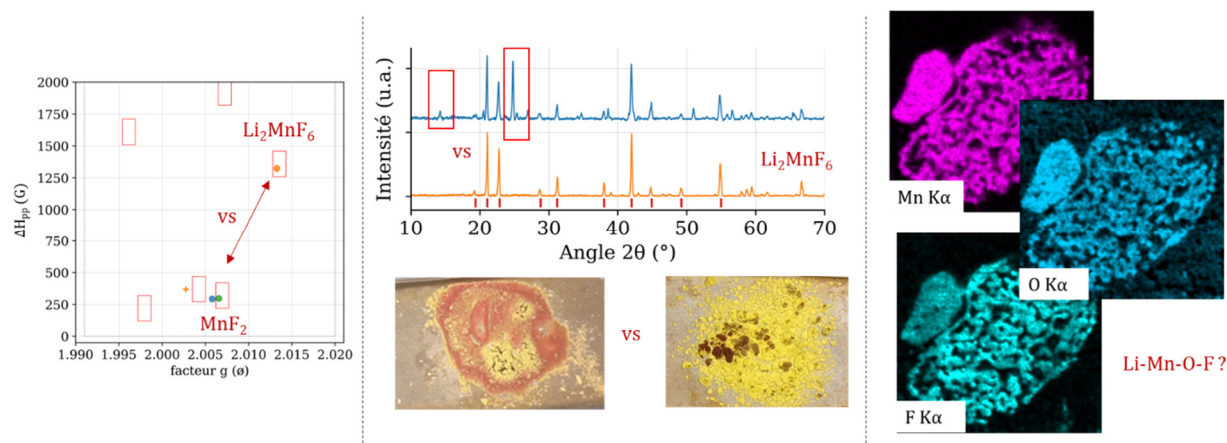 2000
1750
1500
1250
1000
750
500
250
0
ΔHpp (G)
Li2MnF6
vs
MnF2
1.990 1.995 2.000 2.005 2.010 2.015 2.020
facteur g (ø)
Intensité (u.a.)
vs
Li2MnF6
10 20 30 40 50 60 70
Angle 2θ (°)
vs
Mn Kα
O Kα
F Kα
Li-Mn-O-F ?